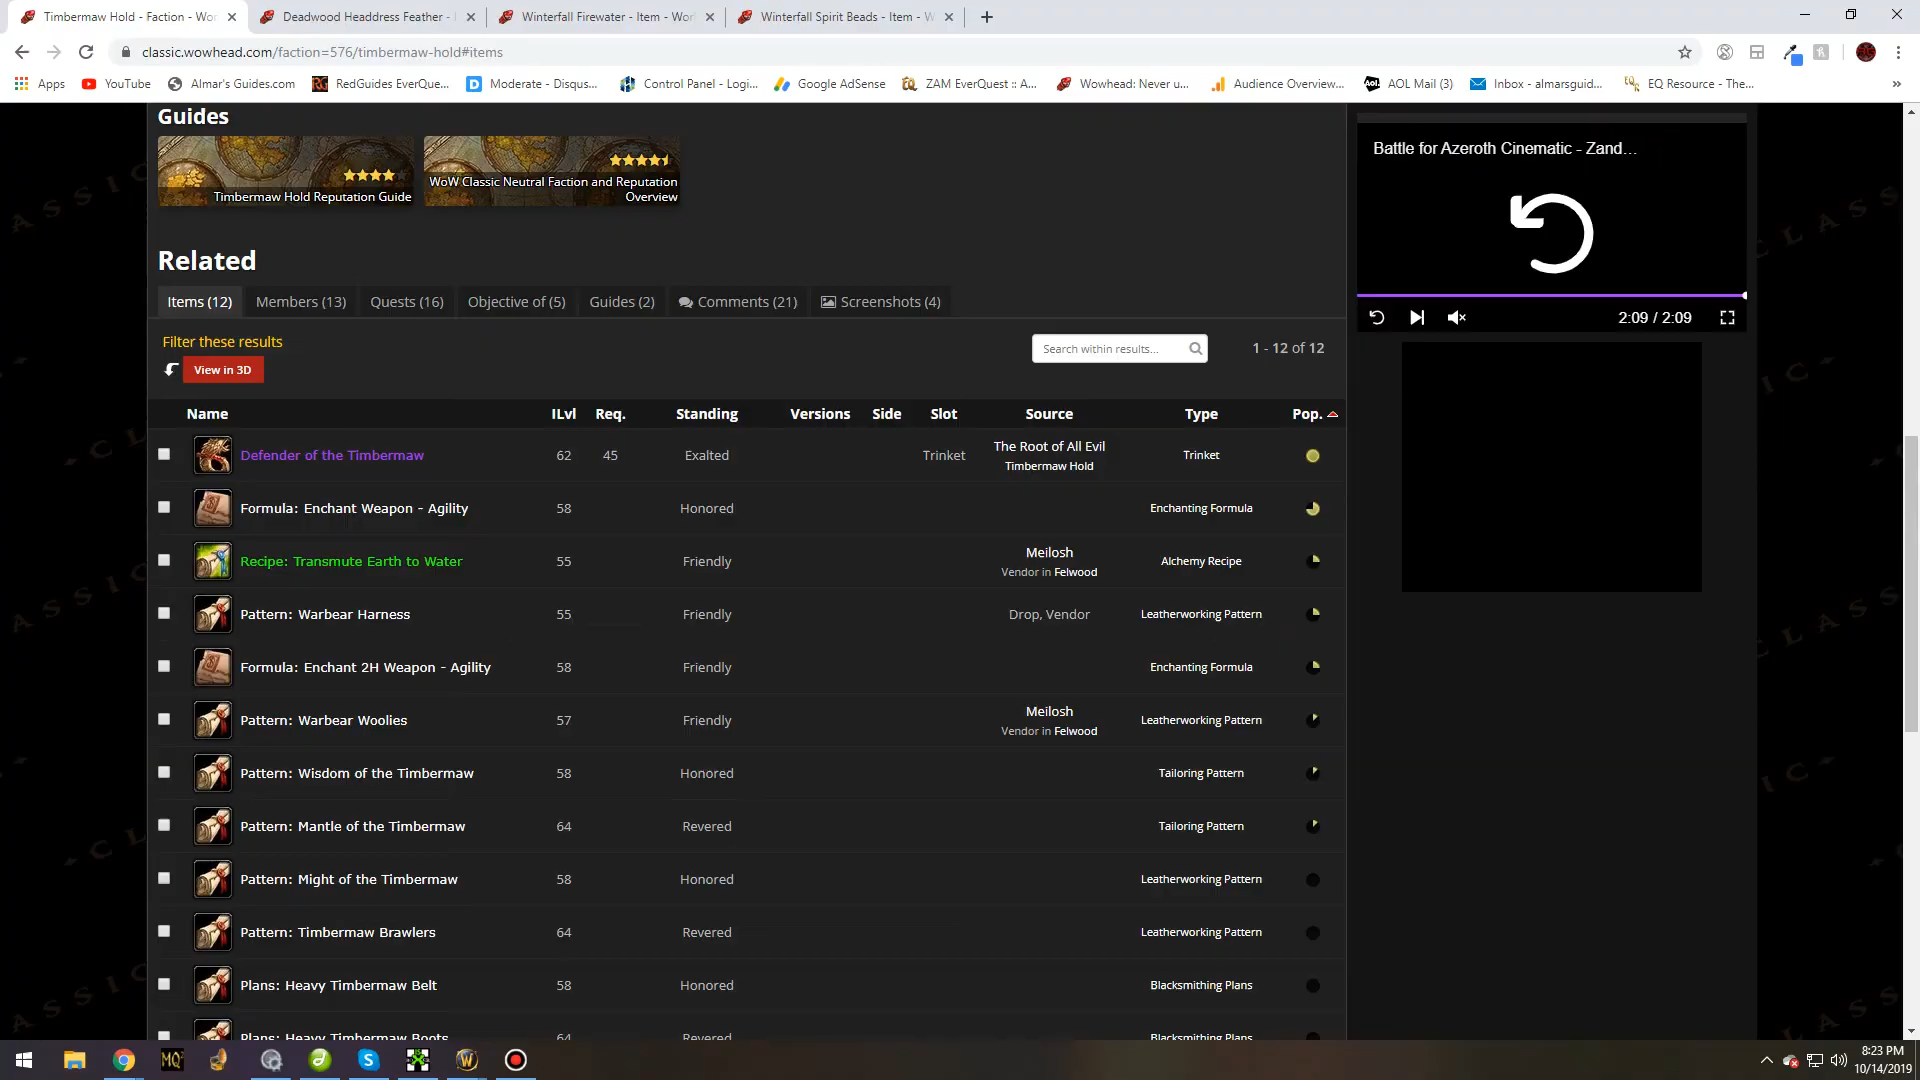 Timbermaw Hold - Faction - Wor
Deadwood Headdress Feather -
Winterfall Firewater - Item - Worl
Winterfall Spirit Beads - Item - W
classic.wowhead.com/faction=576/timbermaw-hold#items
Apps
YouTube
Almar's Guides.com
RedGuides EverQue...
Moderate - Disqus...
Control Panel - Logi...
Google AdSense
ZAM EverQuest :: A...
Wowhead: Never u...
Audience Overview...
AOL Mail (3)
Inbox - almarsguid...
EQ Resource - The...
Guides
Timbermaw Hold Reputation Guide
WoW Classic Neutral Faction and Reputation
Overview
Battle for Azeroth Cinematic - Zand...
2:09 / 2:09
Related
Items (12)
Members (13)
Quests (16)
Objective of (5)
Guides (2)
Comments (21)
Screenshots (4)
Filter these results
View in 3D
Search within results...
1 - 12 of 12
Name ILvl Req. Standing Versions Side Slot Source Type Pop.
Defender of the Timbermaw 62 45 Exalted Trinket The Root of All Evil Trinket
Timbermaw Hold
Formula: Enchant Weapon - Agility 58 Honored Enchanting Formula
Recipe: Transmute Earth to Water 55 Friendly Meilosh Alchemy Recipe
Vendor in Felwood
Pattern: Warbear Harness 55 Friendly Drop, Vendor Leatherworking Pattern
Formula: Enchant 2H Weapon - Agility 58 Friendly Enchanting Formula
Pattern: Warbear Woolies 57 Friendly Meilosh Leatherworking Pattern
Vendor in Felwood
Pattern: Wisdom of the Timbermaw 58 Honored Tailoring Pattern
Pattern: Mantle of the Timbermaw 64 Revered Tailoring Pattern
Pattern: Might of the Timbermaw 58 Honored Leatherworking Pattern
Pattern: Timbermaw Brawlers 64 Revered Leatherworking Pattern
Plans: Heavy Timbermaw Belt 58 Honored Blacksmithing Plans
Plans: Heavy Timbermaw Boots 64 Revered Blacksmithing Plans
8:23 PM
10/14/2019